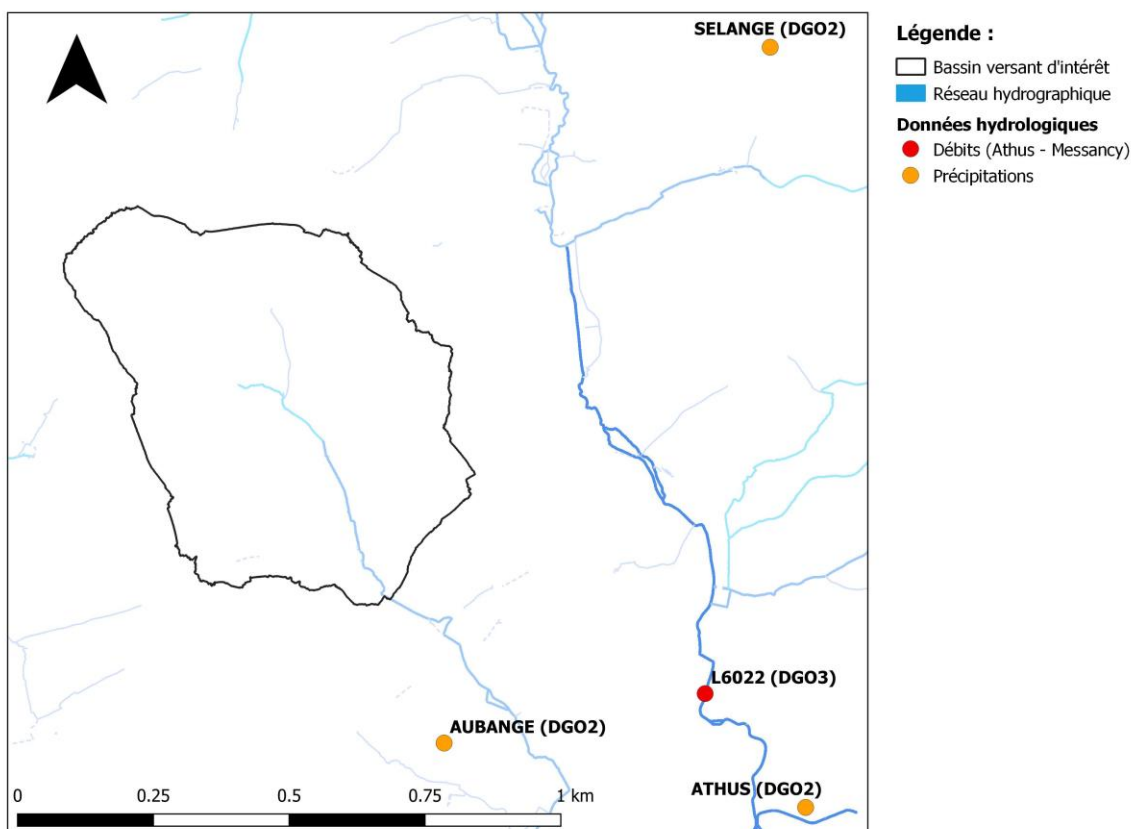 SELANGE (DGO2)
Légende :
Bassin versant d'intérêt
Réseau hydrographique
Données hydrologiques
Débits (Athus - Messancy)
Précipitations
L6022 (DGO3)
AUBANGE (DGO2)
ATHUS (DGO2)
0 0.25 0.5 0.75 1 km